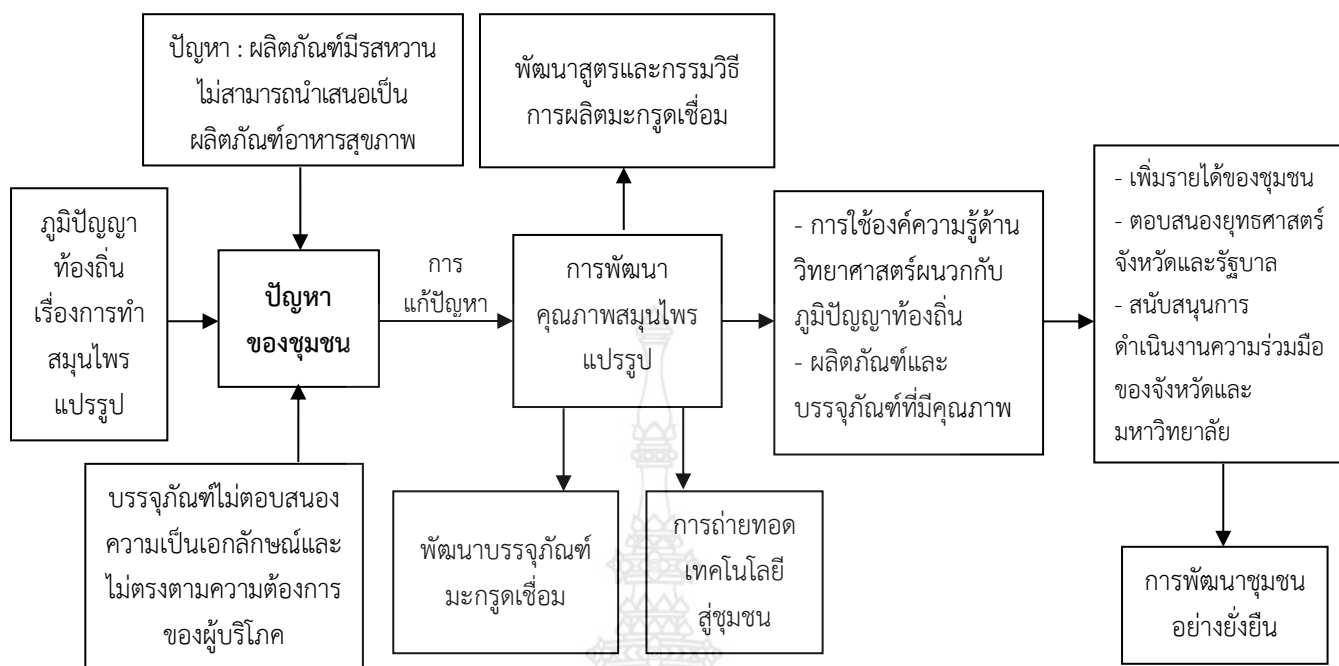 ปัญหา : ผลิตภัณฑ์มีรสหวาน
ไม่สามารถนำเสนอเป็น
ผลิตภัณฑ์อาหารสุขภาพ
พัฒนาสูตรและกรรมวิธี
การผลิตมะกรูดเชื่อม
ภูมิปัญญา
ท้องถิ่น
เรื่องการทำ
สมุนไพร
แปรรูป
ปัญหา
ของชุมชน
การ
แก้ปัญหา
การพัฒนา
คุณภาพสมุนไพร
แปรรูป
- การใช้องค์ความรู้ด้าน
วิทยาศาสตร์ผนวกกับ
ภูมิปัญญาท้องถิ่น
- ผลิตภัณฑ์และ
บรรจุภัณฑ์ที่มีคุณภาพ
- เพิ่มรายได้ของชุมชน
- ตอบสนองยุทธศาสตร์
จังหวัดและรัฐบาล
- สนับสนุนการ
ดำเนินงานความร่วมมือ
ของจังหวัดและ
มหาวิทยาลัย
บรรจุภัณฑ์ไม่ตอบสนอง
ความเป็นเอกลักษณ์และ
ไม่ตรงตามความต้องการ
ของผู้บริโภค
พัฒนาบรรจุภัณฑ์
มะกรูดเชื่อม
การถ่ายทอด
เทคโนโลยี
สู่ชุมชน
การพัฒนาชุมชน
อย่างยั่งยืน